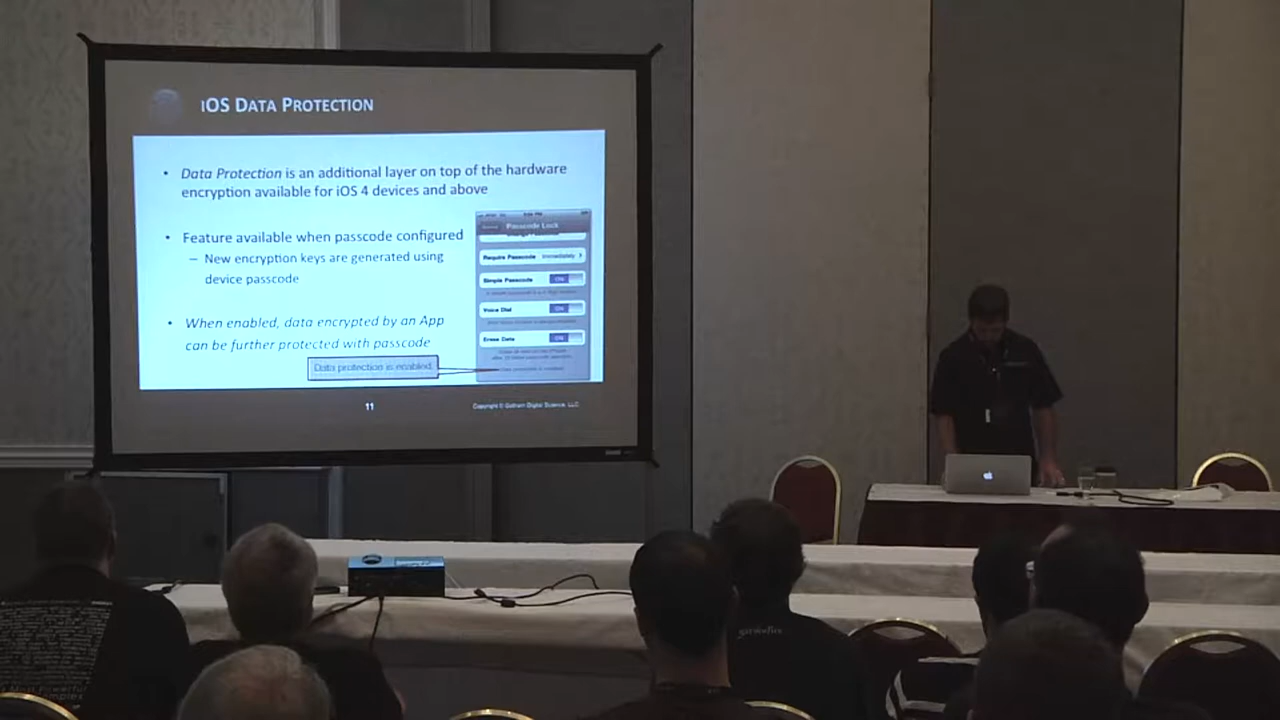 iOS Data Protection
• Data Protection is an additional layer on top of the hardware
encryption available for iOS 4 devices and above
• Feature available when passcode configured
– New encryption keys are generated using
device passcode
• When enabled, data encrypted by an App
can be further protected with passcode
Passcode Lock
Require Passcode Immediately >
Simple Passcode ON
Voice Dial ON
Erase Data ON
Data protection is enabled.
11
Copyright © Gotham Digital Science, LLC